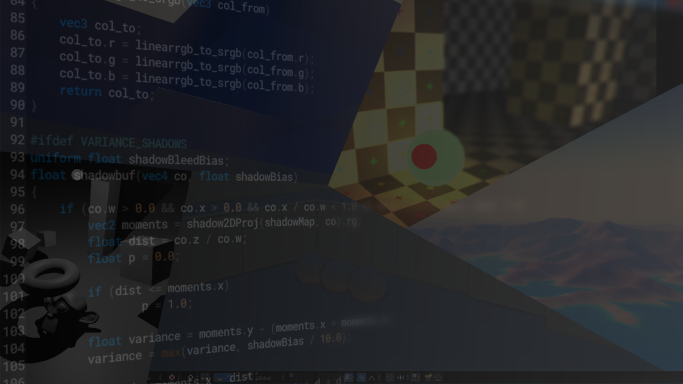 84 (vec3 col_from)
85 vec3 col_to;
86 col_to.r = linearrgb_to_srgb(col_from.r);
87 col_to.g = linearrgb_to_srgb(col_from.g);
88 col_to.b = linearrgb_to_srgb(col_from.b);
89 return col_to;
90 }
91
92 #ifdef VARIANCE_SHADOWS
93 uniform float shadowBleedBias;
94 float shadowbuf(vec4 co, float shadowBias)
95 {
96 if (co.w > 0.0 && co.x > 0.0 && co.x / co.w < 1.0
97 vec2 moments = shadow2DProj(shadowMap, co).rg;
98 float dist = co.z / co.w;
99 float p = 0.0;
100
101 if (dist <= moments.x)
102 p = 1.0;
103
104 float variance = moments.y - (moments.x *
105 variance = max(variance, shadowBias / 10.0);
dist